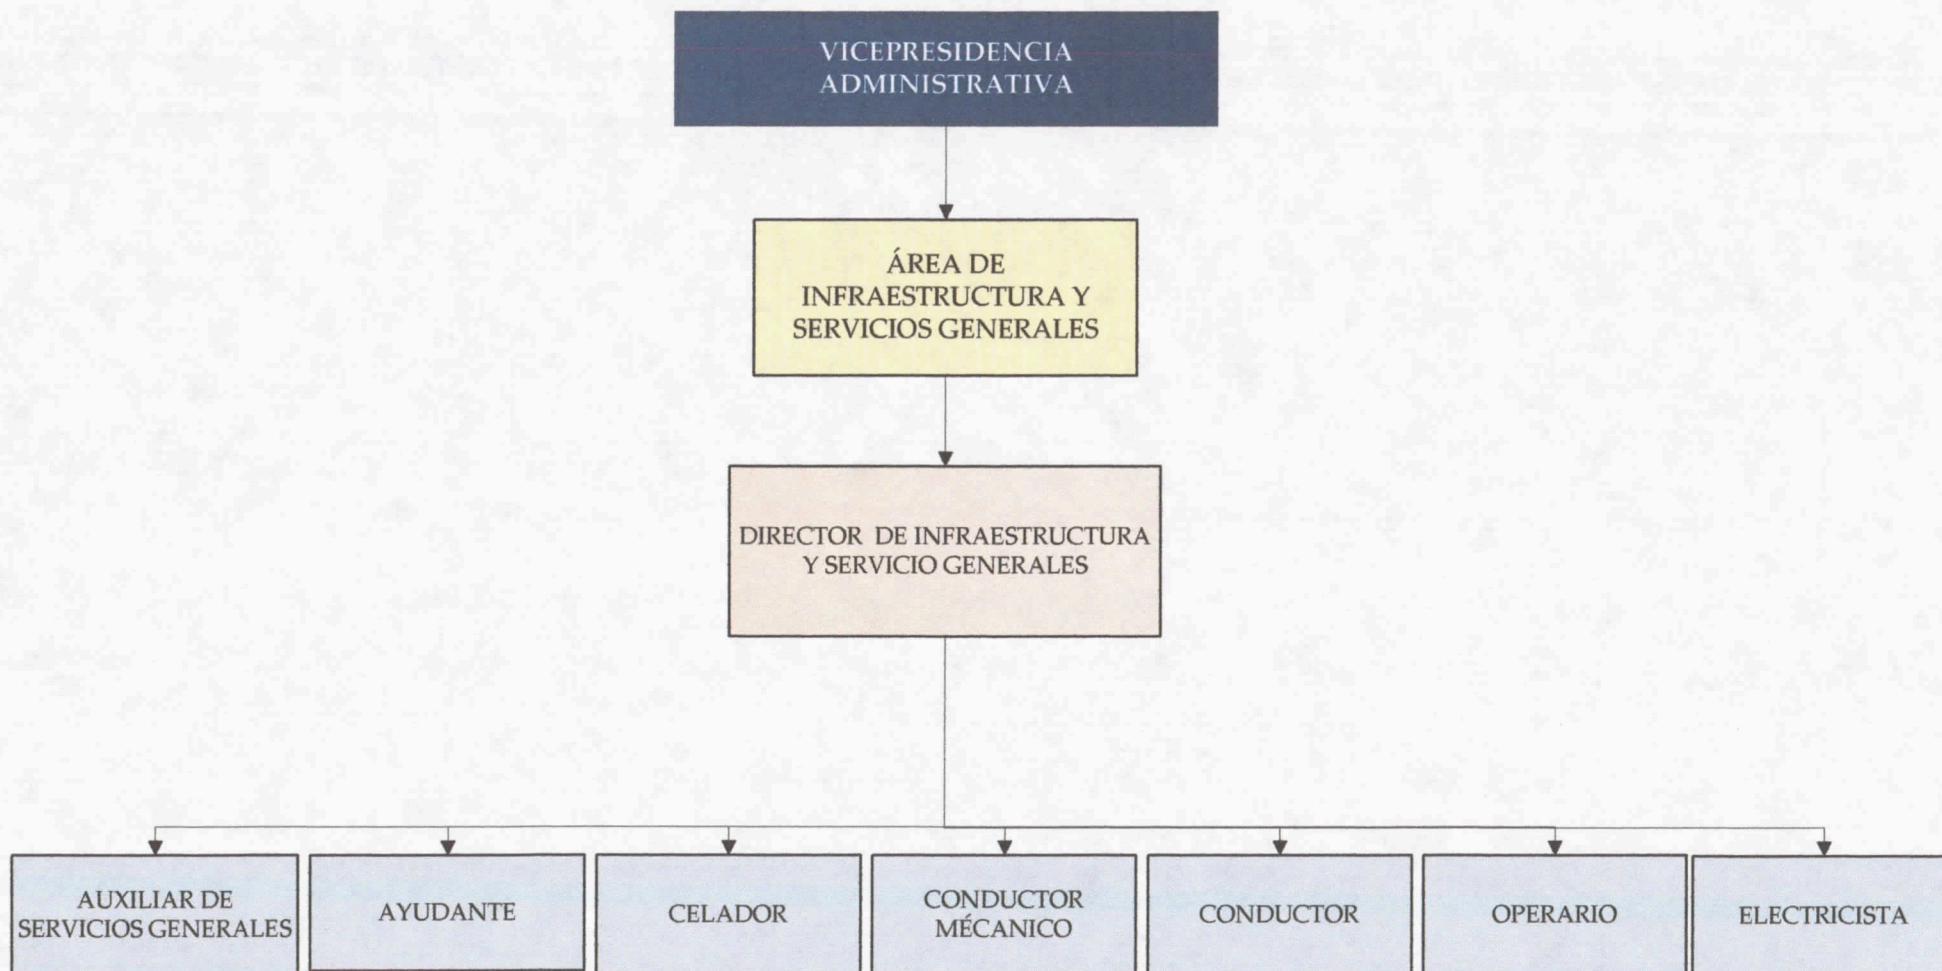 VICEPRESIDENCIA
ADMINISTRATIVA
ÁREA DE
INFRAESTRUCTURA Y
SERVICIOS GENERALES
DIRECTOR DE INFRAESTRUCTURA
Y SERVICIO GENERALES
AUXILIAR DE
SERVICIOS GENERALES
AYUDANTE
CELADOR
CONDUCTOR
MÉCANICO
CONDUCTOR
OPERARIO
ELECTRICISTA